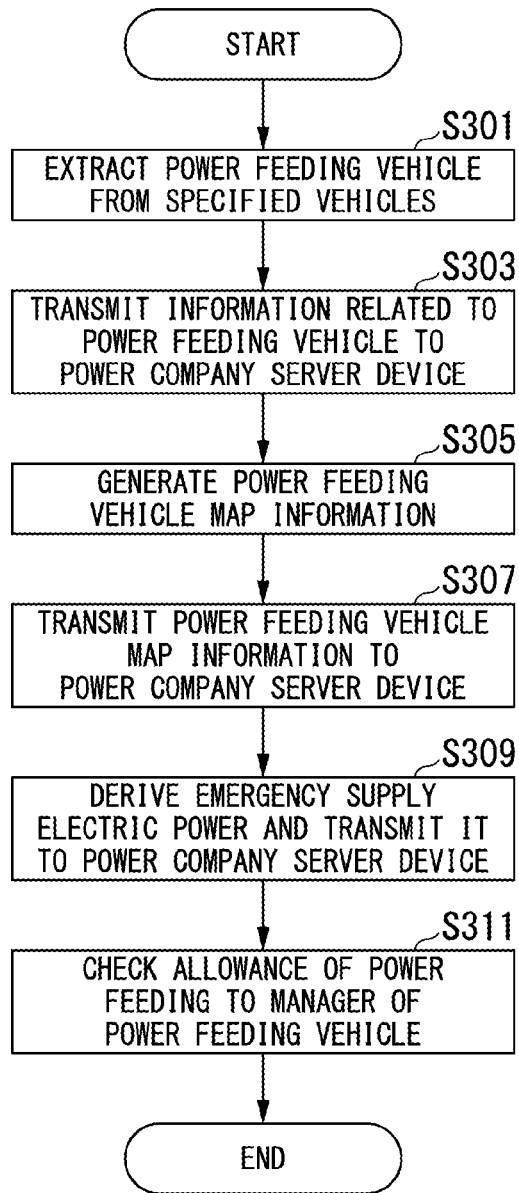 START
S301
EXTRACT POWER FEEDING VEHICLE
FROM SPECIFIED VEHICLES
S303
TRANSMIT INFORMATION RELATED TO
POWER FEEDING VEHICLE TO
POWER COMPANY SERVER DEVICE
S305
GENERATE POWER FEEDING
VEHICLE MAP INFORMATION
S307
TRANSMIT POWER FEEDING VEHICLE
MAP INFORMATION TO
POWER COMPANY SERVER DEVICE
S309
DERIVE EMERGENCY SUPPLY
ELECTRIC POWER AND TRANSMIT IT
TO POWER COMPANY SERVER DEVICE
S311
CHECK ALLOWANCE OF POWER
FEEDING TO MANAGER OF
POWER FEEDING VEHICLE
END